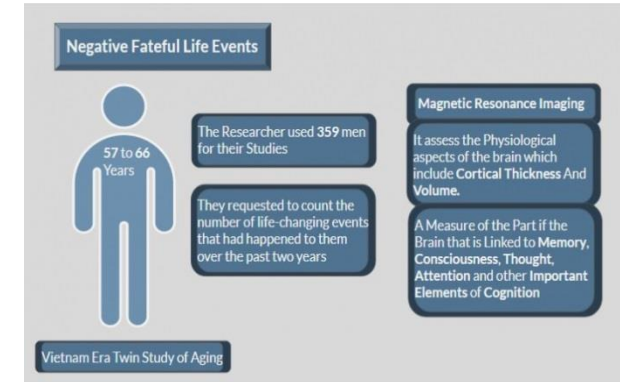 Negative Fateful Life Events
57 to 66
Years
The Researcher used 359 men
for their Studies
They requested to count the
number of life-changing events
that had happened to them
over the past two years
Vietnam Era Twin Study of Aging
Magnetic Resonance Imaging
It assess the Physiological
aspects of the brain which
include Cortical Thickness And
Volume.
A Measure of the Part if the
Brain that is Linked to Memory,
Consciousness, Thought,
Attention and other Important
Elements of Cognition